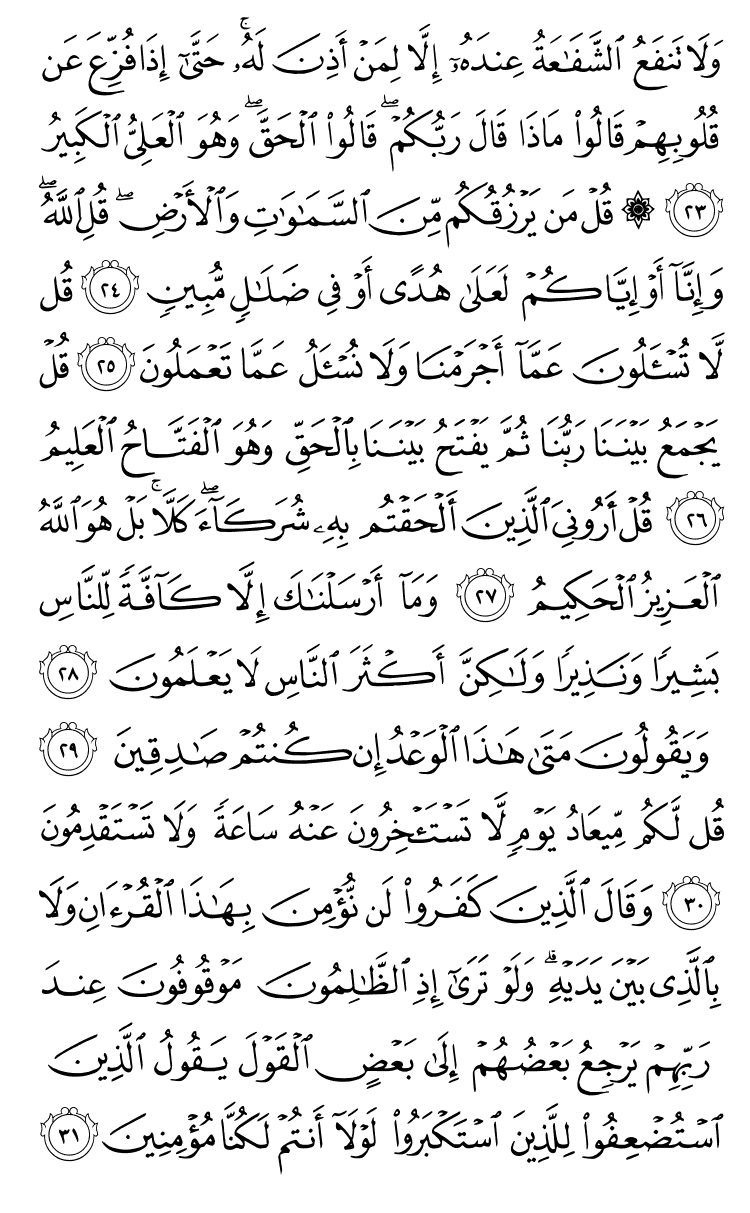 وَلَا تَنفَعُ ٱلشَّفَـٰعَةُ عِندَهُۥٓ إِلَّا لِمَنْ أَذِنَ لَهُۥ ۚ حَتَّىٰٓ إِذَا فُزِّعَ عَن
قُلُوبِهِمْ قَالُوا۟ مَاذَا قَالَ رَبُّكُمْ ۖ قَالُوا۟ ٱلْحَقَّ ۖ وَهُوَ ٱلْعَلِىُّ ٱلْكَبِيرُ
٢٣ ۞ قُلْ مَن يَرْزُقُكُم مِّنَ ٱلسَّمَـٰوَٰتِ وَٱلْأَرْضِ ۖ قُلِ ٱللَّهُ ۖ
وَإِنَّآ أَوْ إِيَّاكُمْ لَعَلَىٰ هُدًى أَوْ فِى ضَلَـٰلٍ مُّبِينٍ ٢٤ قُل
لَّا تُسْـَٔلُونَ عَمَّآ أَجْرَمْنَا وَلَا نُسْـَٔلُ عَمَّا تَعْمَلُونَ ٢٥ قُلْ
يَجْمَعُ بَيْنَنَا رَبُّنَا ثُمَّ يَفْتَحُ بَيْنَنَا بِٱلْحَقِّ وَهُوَ ٱلْفَتَّاحُ ٱلْعَلِيمُ
٢٦ قُلْ أَرُونِىَ ٱلَّذِينَ أَلْحَقْتُم بِهِۦ شُرَكَآءَ ۖ كَلَّا ۚ بَلْ هُوَ ٱللَّهُ
ٱلْعَزِيزُ ٱلْحَكِيمُ ٢٧ وَمَآ أَرْسَلْنَـٰكَ إِلَّا كَآفَّةً لِّلنَّاسِ
بَشِيرًا وَنَذِيرًا وَلَـٰكِنَّ أَكْثَرَ ٱلنَّاسِ لَا يَعْلَمُونَ ٢٨
وَيَقُولُونَ مَتَىٰ هَـٰذَا ٱلْوَعْدُ إِن كُنتُمْ صَـٰدِقِينَ ٢٩
قُل لَّكُم مِّيعَادُ يَوْمٍ لَّا تَسْتَـْٔخِرُونَ عَنْهُ سَاعَةً وَلَا تَسْتَقْدِمُونَ
٣٠ وَقَالَ ٱلَّذِينَ كَفَرُوا۟ لَن نُّؤْمِنَ بِهَـٰذَا ٱلْقُرْءَانِ وَلَا
بِٱلَّذِى بَيْنَ يَدَيْهِ ۗ وَلَوْ تَرَىٰٓ إِذِ ٱلظَّـٰلِمُونَ مَوْقُوفُونَ عِندَ
رَبِّهِمْ يَرْجِعُ بَعْضُهُمْ إِلَىٰ بَعْضٍ ٱلْقَوْلَ يَقُولُ ٱلَّذِينَ
ٱسْتُضْعِفُوا۟ لِلَّذِينَ ٱسْتَكْبَرُوا۟ لَوْلَآ أَنتُمْ لَكُنَّا مُؤْمِنِينَ ٣١